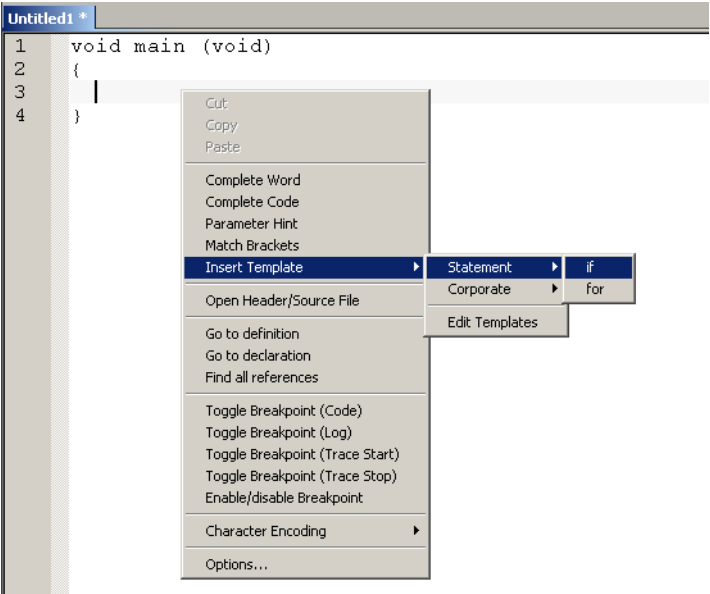 Untitled1 *
1 void main (void)
2 {
3
4 }
Cut
Copy
Paste
Complete Word
Complete Code
Parameter Hint
Match Brackets
Insert Template
Open Header/Source File
Go to definition
Go to declaration
Find all references
Toggle Breakpoint (Code)
Toggle Breakpoint (Log)
Toggle Breakpoint (Trace Start)
Toggle Breakpoint (Trace Stop)
Enable/disable Breakpoint
Character Encoding
Options...
Statement
Corporate
Edit Templates
if
for